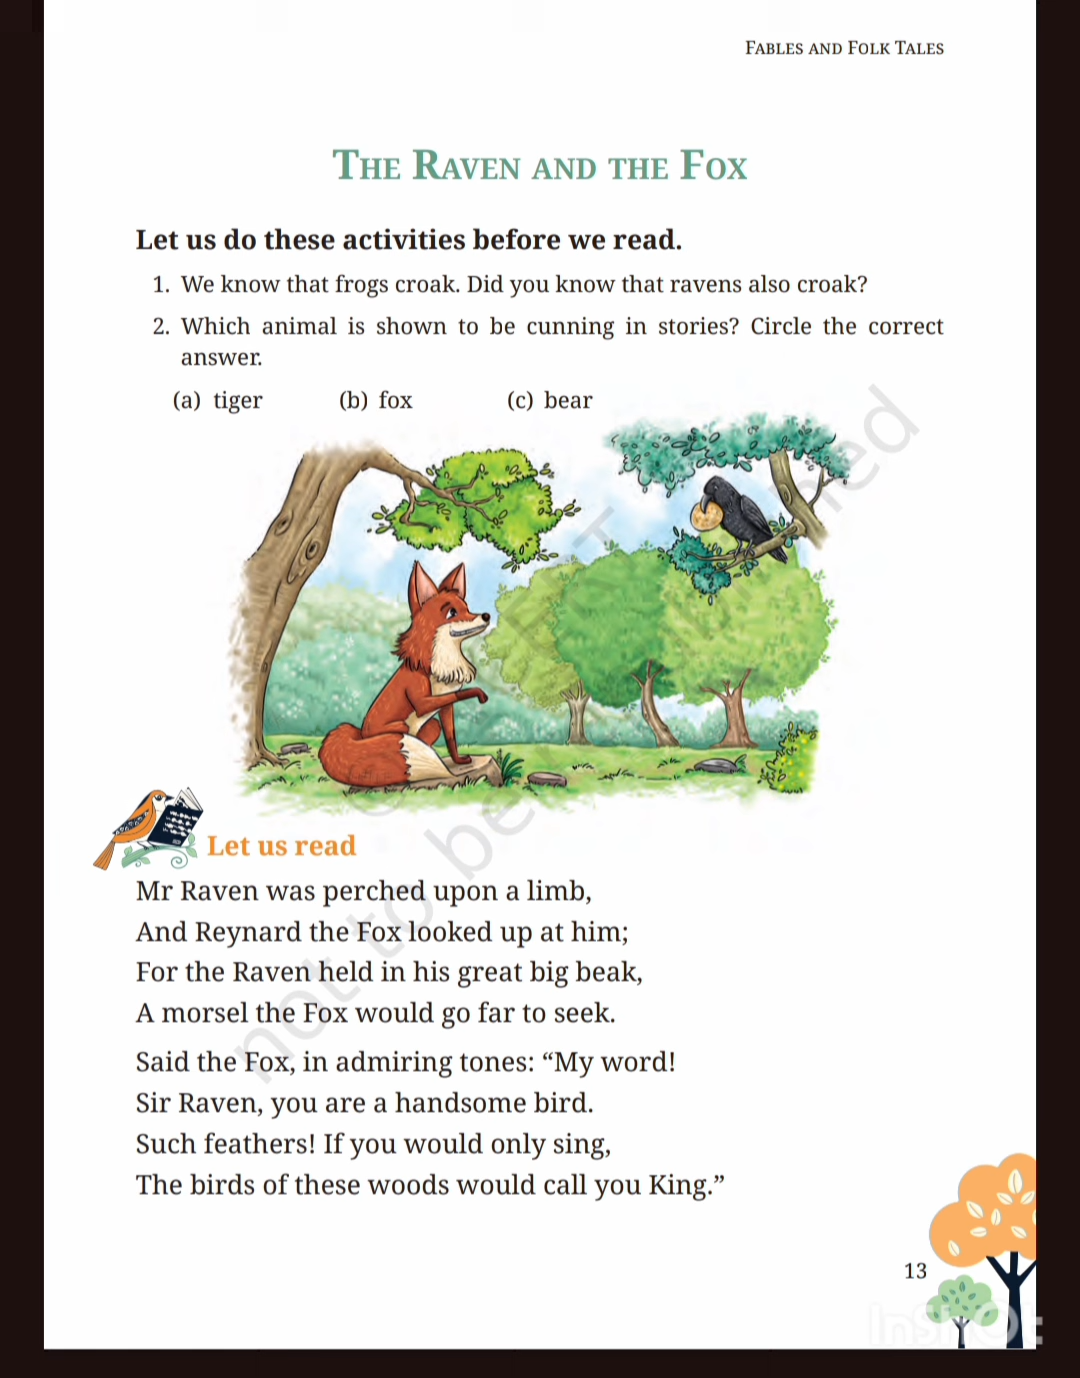 FABLES AND FOLK TALES
THE RAVEN AND THE FOX
Let us do these activities before we read.
1. We know that frogs croak. Did you know that ravens also croak?
2. Which animal is shown to be cunning in stories? Circle the correct
answer.
(a) tiger (b) fox (c) bear
Let us read
Mr Raven was perched upon a limb,
And Reynard the Fox looked up at him;
For the Raven held in his great big beak,
A morsel the Fox would go far to seek.
Said the Fox, in admiring tones: “My word!
Sir Raven, you are a handsome bird.
Such feathers! If you would only sing,
The birds of these woods would call you King.”
13
InShOt
not to be